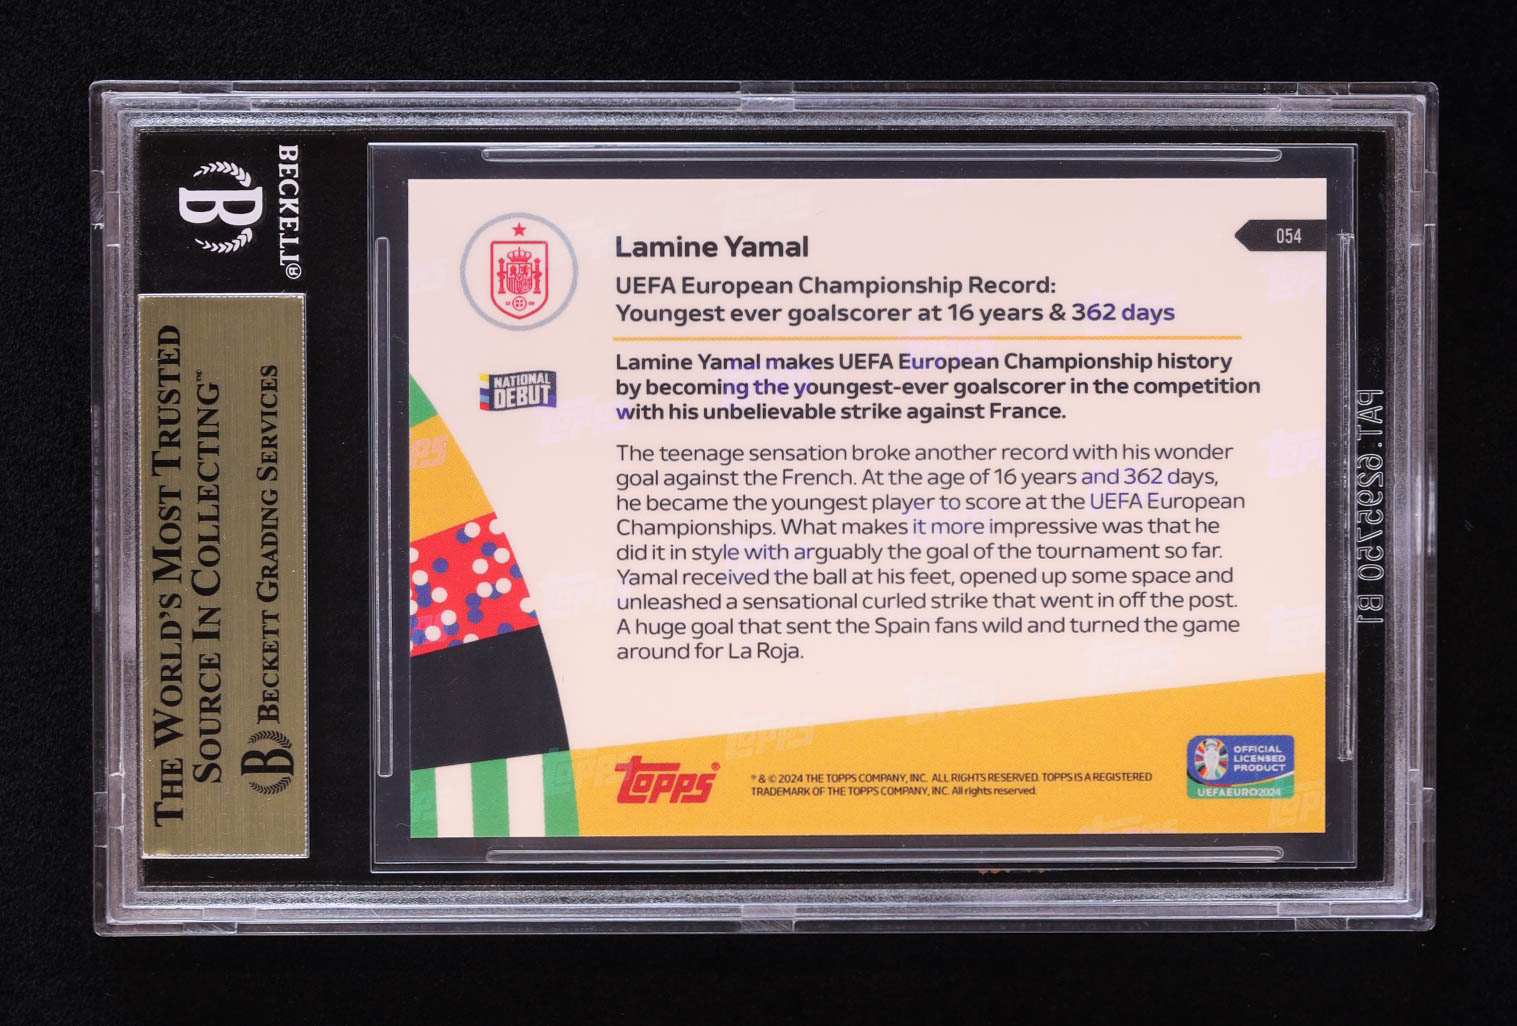 BECKETT®
B
THE WORLD'S MOST TRUSTED
SOURCE IN COLLECTING™
B BECKETT GRADING SERVICES
054
Lamine Yamal
UEFA European Championship Record:
Youngest ever goalscorer at 16 years & 362 days
NATIONAL
DEBUT
Lamine Yamal makes UEFA European Championship history
by becoming the youngest-ever goalscorer in the competition
with his unbelievable strike against France.
The teenage sensation broke another record with his wonder
goal against the French. At the age of 16 years and 362 days,
he became the youngest player to score at the UEFA European
Championships. What makes it more impressive was that he
did it in style with arguably the goal of the tournament so far.
Yamal received the ball at his feet, opened up some space and
unleashed a sensational curled strike that went in off the post.
A huge goal that sent the Spain fans wild and turned the game
around for La Roja.
topps®
® & © 2024 THE TOPPS COMPANY, INC. ALL RIGHTS RESERVED. TOPPS IS A REGISTERED
TRADEMARK OF THE TOPPS COMPANY, INC. All rights reserved.
OFFICIAL
LICENSED
PRODUCT
UEFA EURO2024
PAT. 6295750 B1